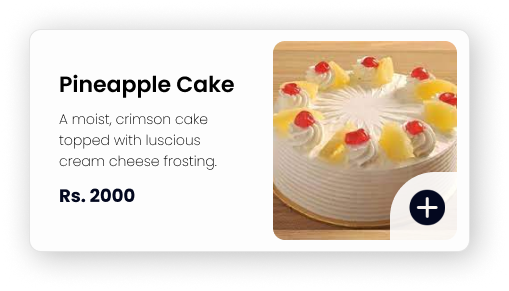 Pineapple Cake
A moist, crimson cake
topped with luscious
cream cheese frosting.
Rs. 2000